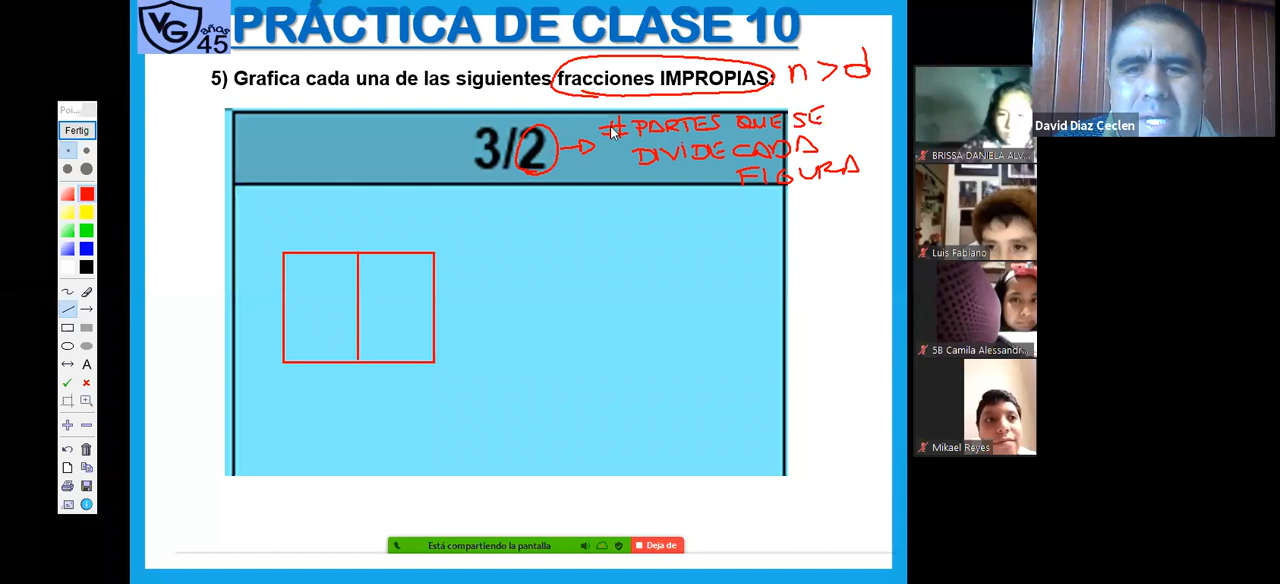 VG
años
45
PRÁCTICA DE CLASE 10
5) Grafica cada una de las siguientes fracciones IMPROPIAS:
n > d
3/2
# PARTES QUE SE
DIVIDE CADA
FIGURA
Poi...
Fertig
A
David Diaz Ceclen
BRISSA DANIELA ALV...
Luis Fabiano
5B Camila Alessandr...
Mikael Reyes
Está compartiendo la pantalla
Deja de